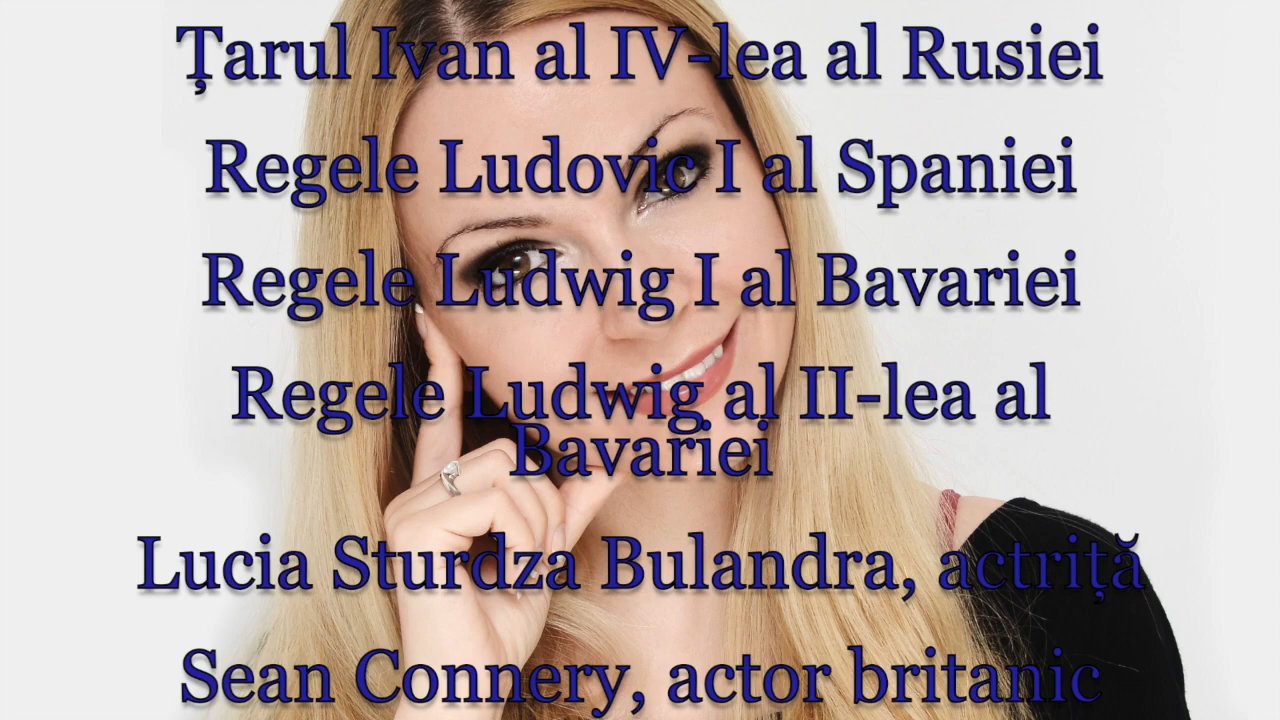 Țarul Ivan al IV-lea al Rusiei
Regele Ludovic I al Spaniei
Regele Ludwig I al Bavariei
Regele Ludwig al II-lea al
Bavariei
Lucia Sturdza Bulandra, actriță
Sean Connery, actor britanic